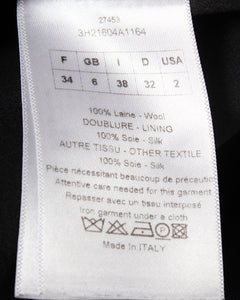 27453
3H21604A1164
F GB I D USA
34 6 38 32 2
100% Laine - Wool
DOUBLURE - LINING
100% Soie - Silk
AUTRE TISSU - OTHER TEXTILE
100% Soie - Silk
Pièce nécessitant beaucoup de précaution
Attentive care needed for this garment
Repasser avec un tissu interposé
Iron garment under a cloth
Made In ITALY